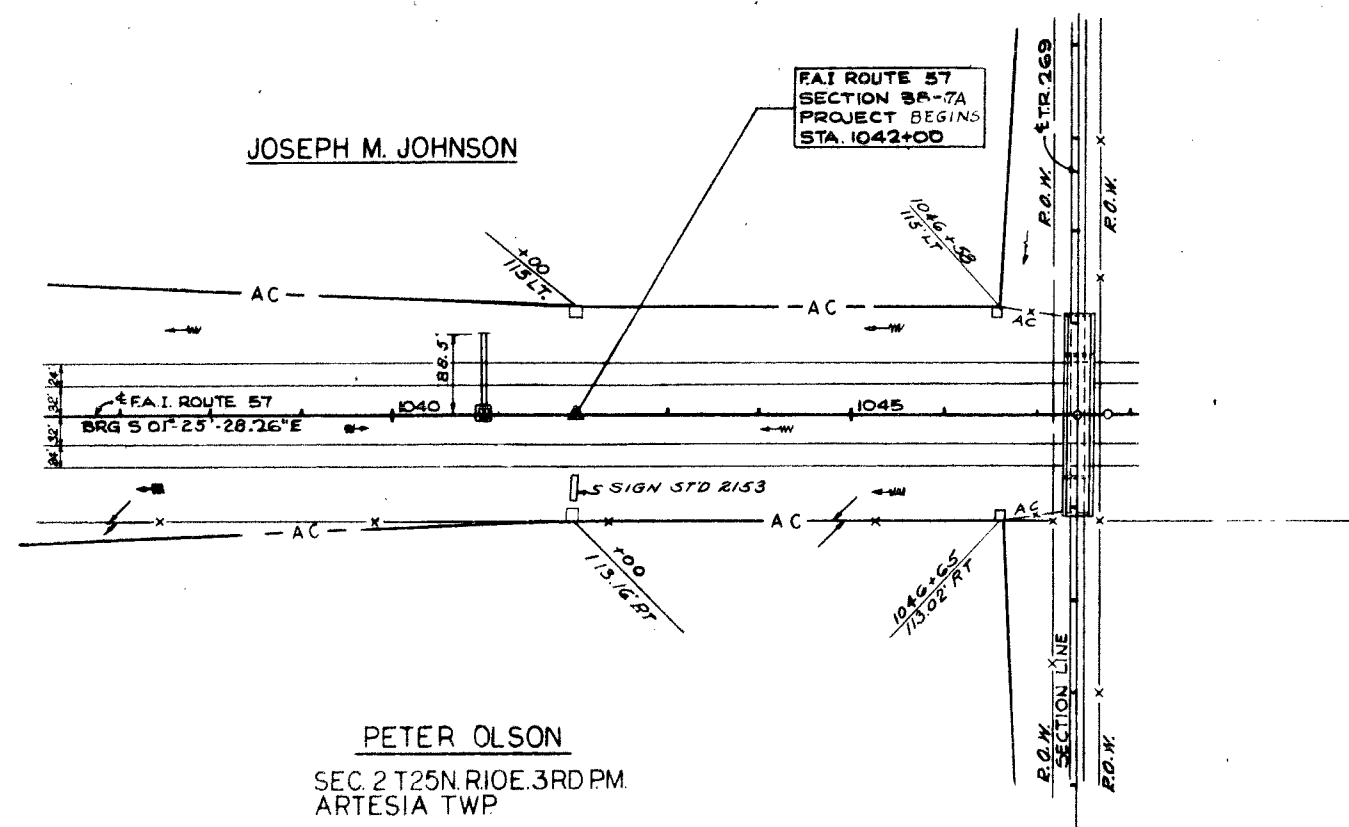 F.A.I ROUTE 57
SECTION 38-7A
PROJECT BEGINS
STA. 1042+00
JOSEPH M. JOHNSON
℄ T.R. 269
R.O.W.
R.O.W.
1046+58
115' LT
+00
115 LT.
AC
AC
AC
88.5'
24'
32'
32'
24'
℄ F.A.I. ROUTE 57
1040
1045
BRG S 01°-25'-28.26"E
S SIGN STD 2153
AC
AC
AC
+00
113.16' RT
1046+65
113.02' RT
SECTION LINE
R.O.W.
R.O.W.
PETER OLSON
SEC. 2 T25N. R10E. 3RD P.M.
ARTESIA TWP.